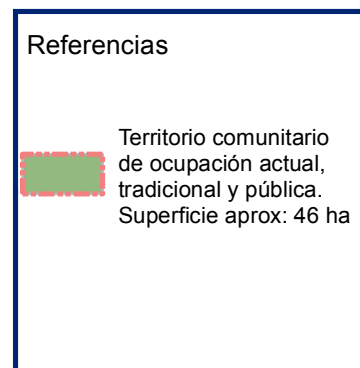 Referencias
Territorio comunitario
de ocupación actual,
tradicional y pública.
Superficie aprox: 46 ha